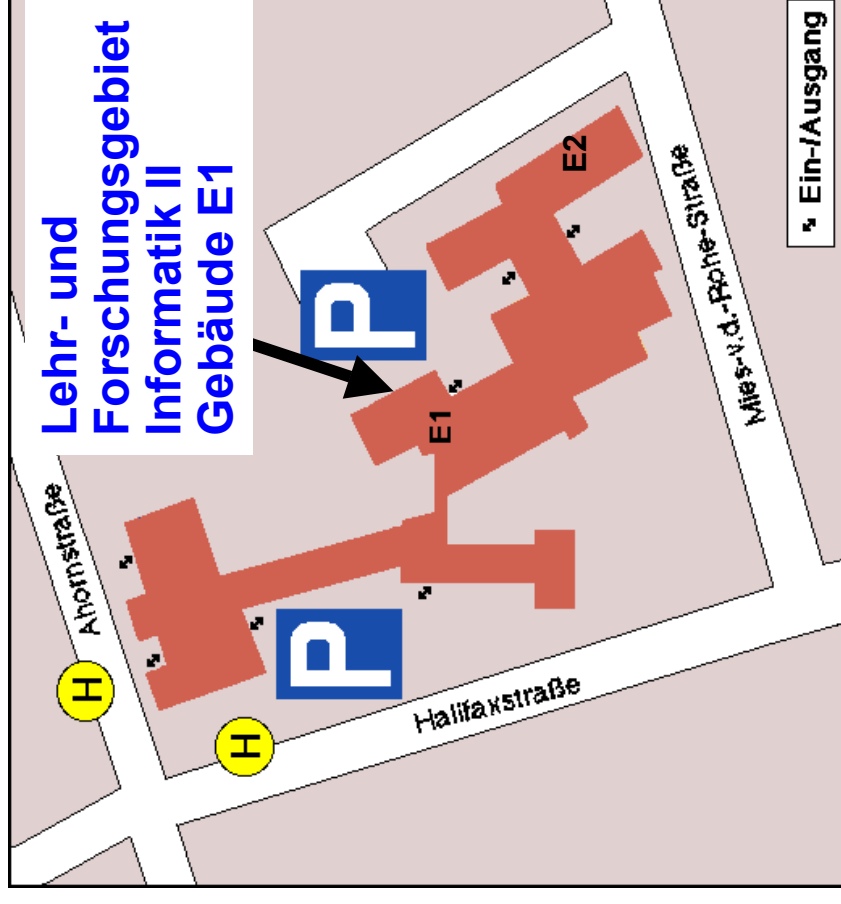 Lehr- und
Forschungsgebiet
Informatik II
Gebäude E1
Ahornstraße
H
H
P
P
E1
E2
Halifaxstraße
Mies-v.d.-Rohe-Straße
Ein-/Ausgang